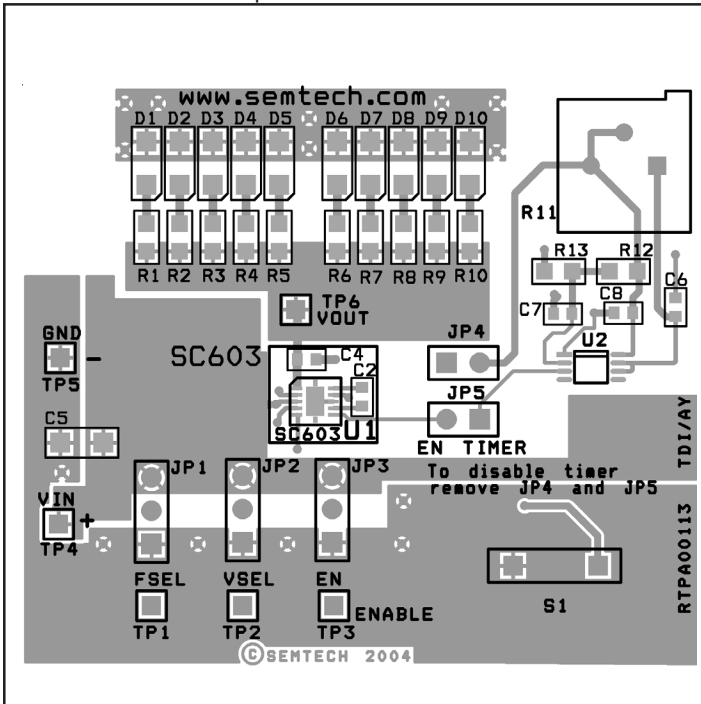 www.semtech.com
D1 D2 D3 D4 D5 D6 D7 D8 D9 D10
R11
R1 R2 R3 R4 R5 R6 R7 R8 R9 R10
R13 R12
C6
C7 C8
TP6
VOUT
GND
-
TP5
SC603
C4
C2
JP4
U2
JP5
SC603 U1
EN TIMER
C5
TDI/AY
JP1 JP2 JP3
To disable timer
remove JP4 and JP5
VIN
+
TP4
RTPA00113
FSEL VSEL EN
S1
ENABLE
TP1 TP2 TP3
©SEMTECH 2004